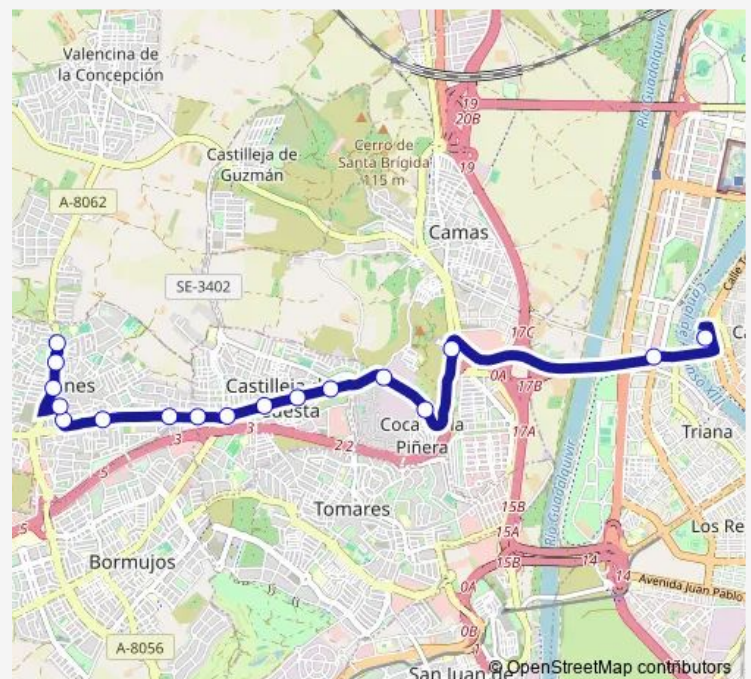 Valencina de
la Concepción
19
20B
Río Guadalquivir
Castilleja de
Guzmán
Cerro de
Santa Brígida
115 m
19
A-8062
Camas
SE-3402
17C
0A
17B
Castilleja
Coca
Piñera
17A
Triana
3
3
2 2
5
5
Tomares
15B
15A
15B
Río Guadalquivir
Los Re
14
14
Bormujos
0A
Avenida Juan Pablo
0B
A-8056
San Juan de
© OpenStreetMap contributors